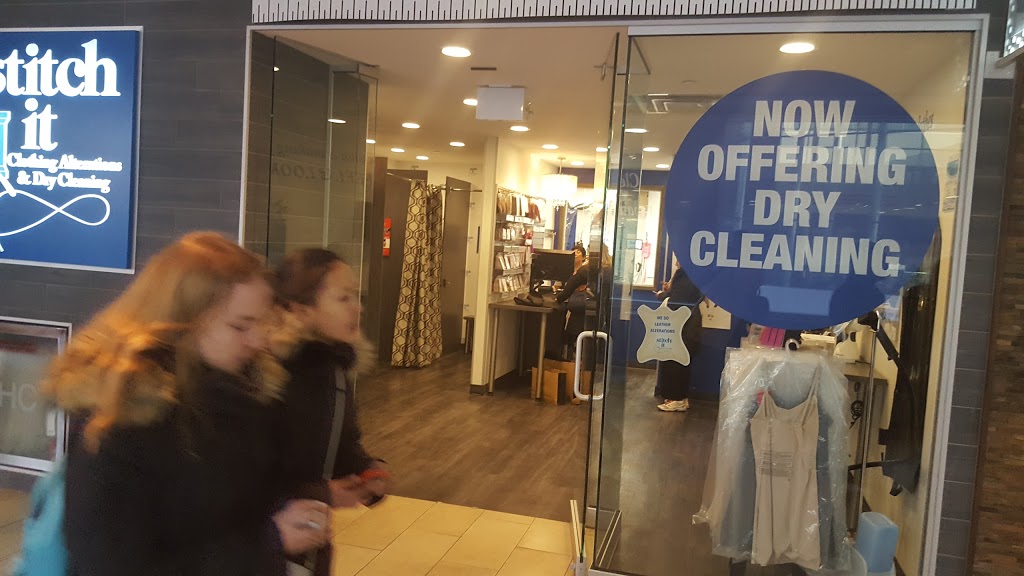 stitch
it
Clothing Alterations
& Dry Cleaning
NOW
OFFERING
DRY
CLEANING
WE DO
LEATHER
ALTERATIONS
stitch
it